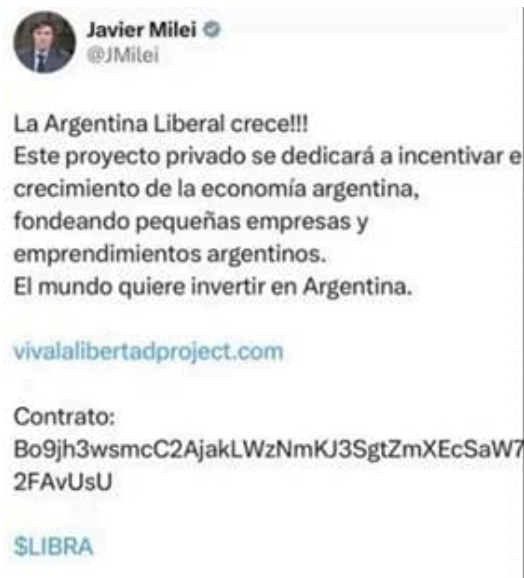 Javier Milei
@JMilei
La Argentina Liberal crece!!!
Este proyecto privado se dedicará a incentivar e
crecimiento de la economía argentina,
fondeando pequeñas empresas y
emprendimientos argentinos.
El mundo quiere invertir en Argentina.
vivalalibertadproject.com
Contrato:
Bo9jh3wsmcC2AjakLWzNmKJ3SgtZmXEcSaW7
2FAvUsU
$LIBRA